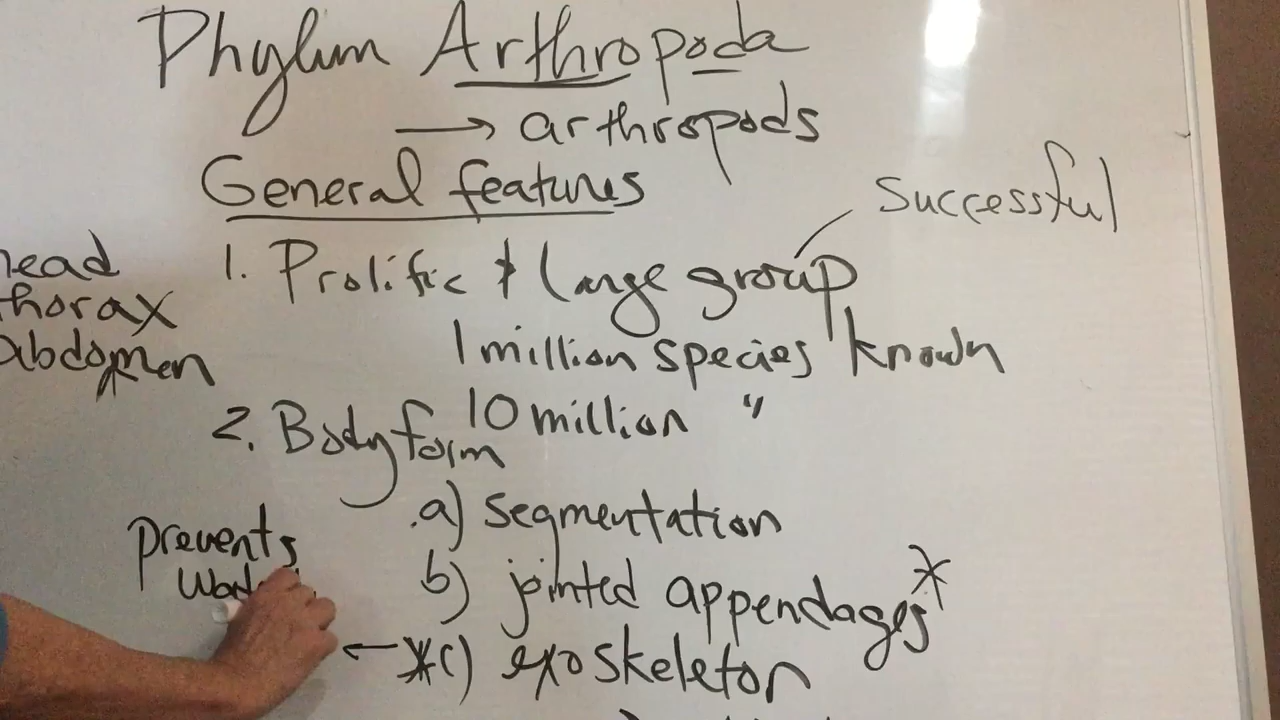 Phylum Arthropoda
→ arthropods
General features
Successful
1. Prolific & large group
head
thorax
abdomen
1 million species known
10 million "
2. Body form
a) segmentation
prevents
b) jointed appendages *
← *c) exoskeleton